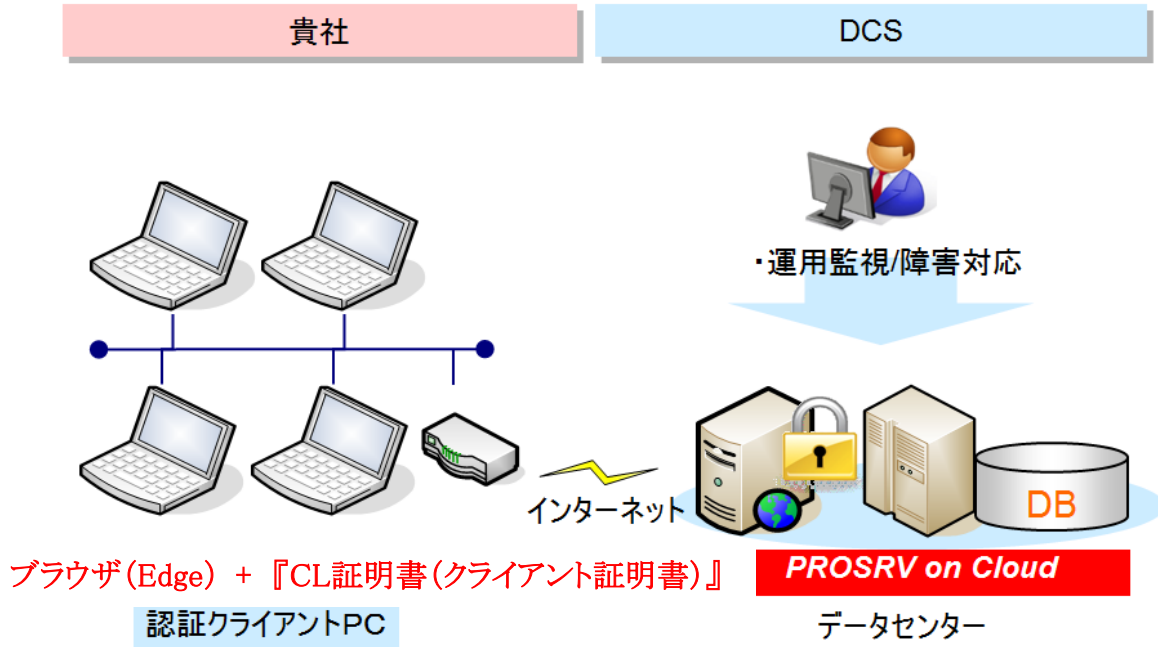 貴社
DCS
・運用監視/障害対応
インターネット
DB
ブラウザ（Edge） + 『CL証明書（クライアント証明書）』
PROSRV on Cloud
認証クライアントPC
データセンター